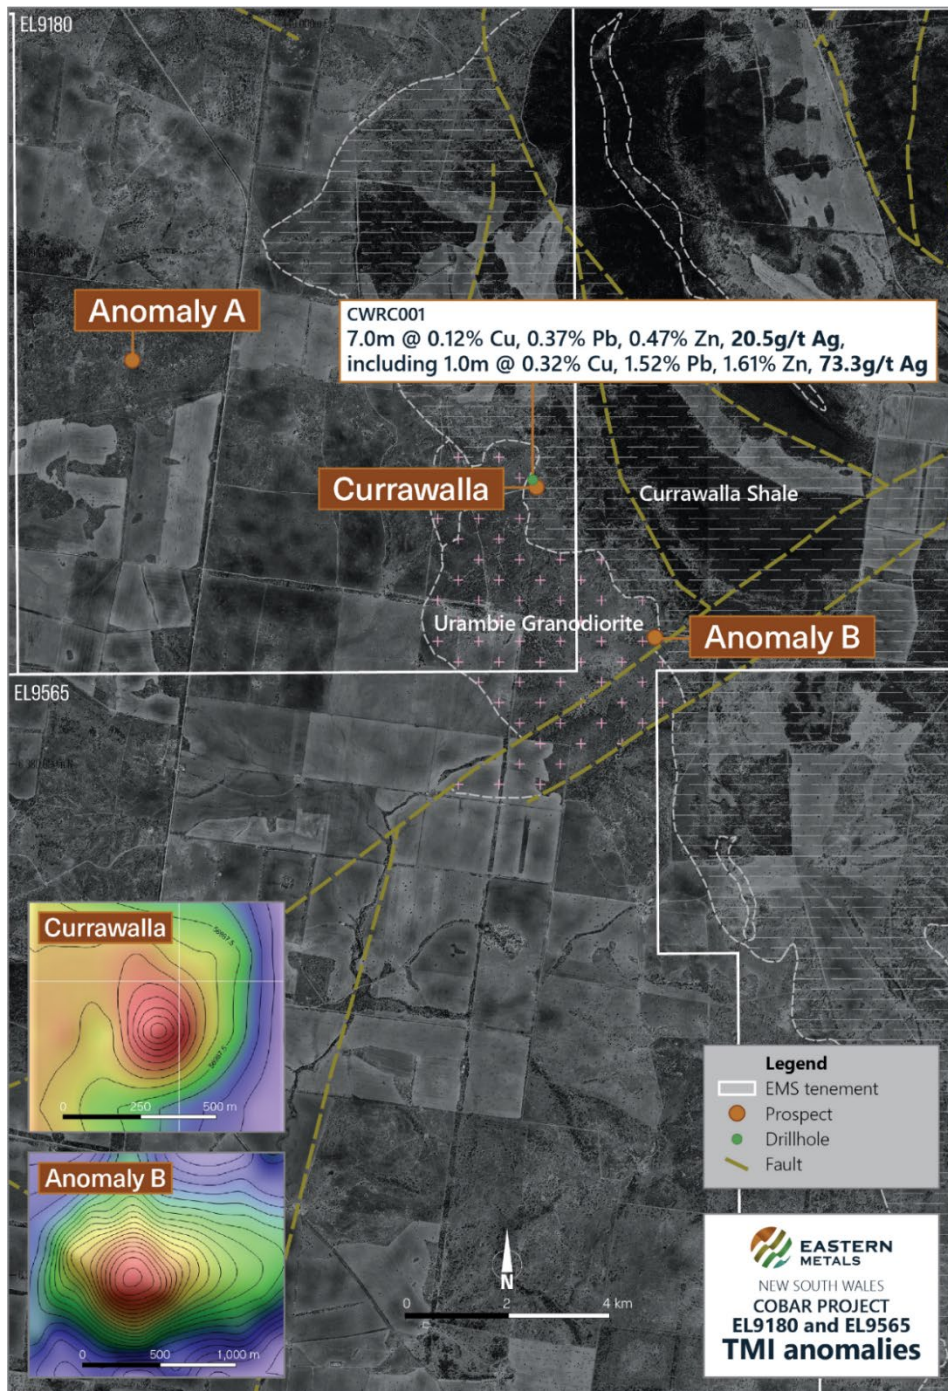 EL9180
Anomaly A
CWRC001
7.0m @ 0.12% Cu, 0.37% Pb, 0.47% Zn, 20.5g/t Ag,
including 1.0m @ 0.32% Cu, 1.52% Pb, 1.61% Zn, 73.3g/t Ag
Currawalla
Currawalla Shale
Urambie Granodiorite
Anomaly B
EL9565
Currawalla
0 250 500 m
Anomaly B
0 500 1,000 m
N
0 2 4 km
Legend
EMS tenement
Prospect
Drillhole
Fault
EASTERN
METALS
NEW SOUTH WALES
COBAR PROJECT
EL9180 and EL9565
TMI anomalies